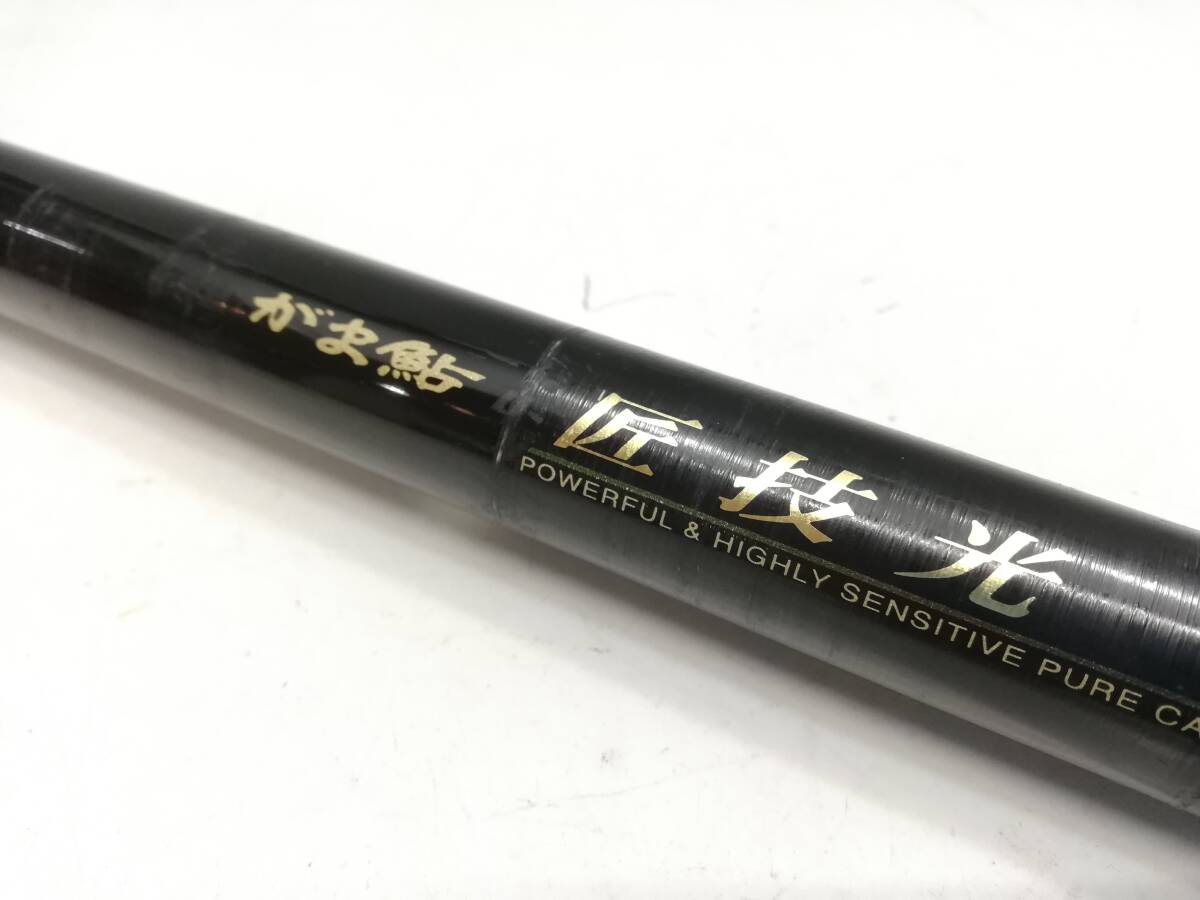 がま鮎
匠技光
POWERFUL & HIGHLY SENSITIVE PURE CA